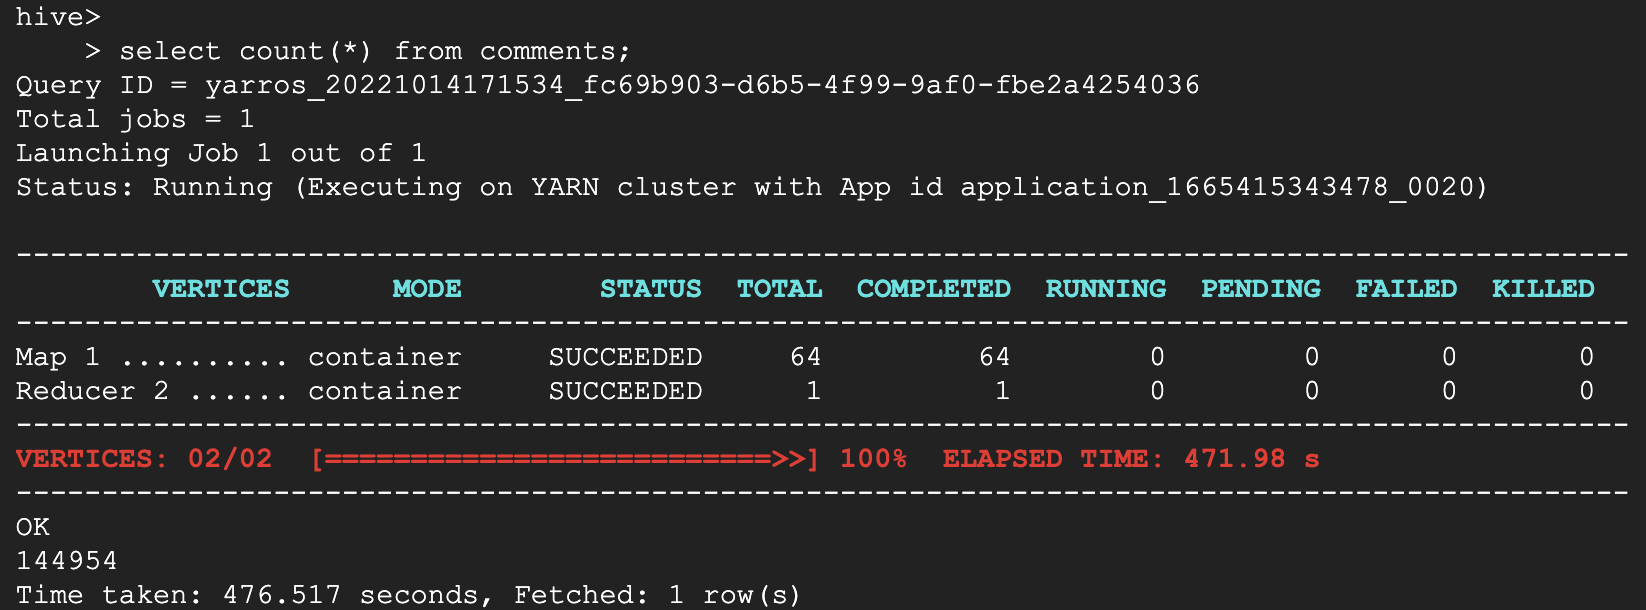 hive>
    > select count(*) from comments;
Query ID = yarros_20221014171534_fc69b903-d6b5-4f99-9af0-fbe2a4254036
Total jobs = 1
Launching Job 1 out of 1
Status: Running (Executing on YARN cluster with App id application_1665415343478_0020)

----------------------------------------------------------------------------------------------
        VERTICES      MODE        STATUS  TOTAL  COMPLETED  RUNNING  PENDING  FAILED  KILLED
----------------------------------------------------------------------------------------------
Map 1 .......... container     SUCCEEDED     64         64        0        0       0       0
Reducer 2 ...... container     SUCCEEDED      1          1        0        0       0       0
----------------------------------------------------------------------------------------------
VERTICES: 02/02  [==========================>>] 100%  ELAPSED TIME: 471.98 s
----------------------------------------------------------------------------------------------
OK
144954
Time taken: 476.517 seconds, Fetched: 1 row(s)